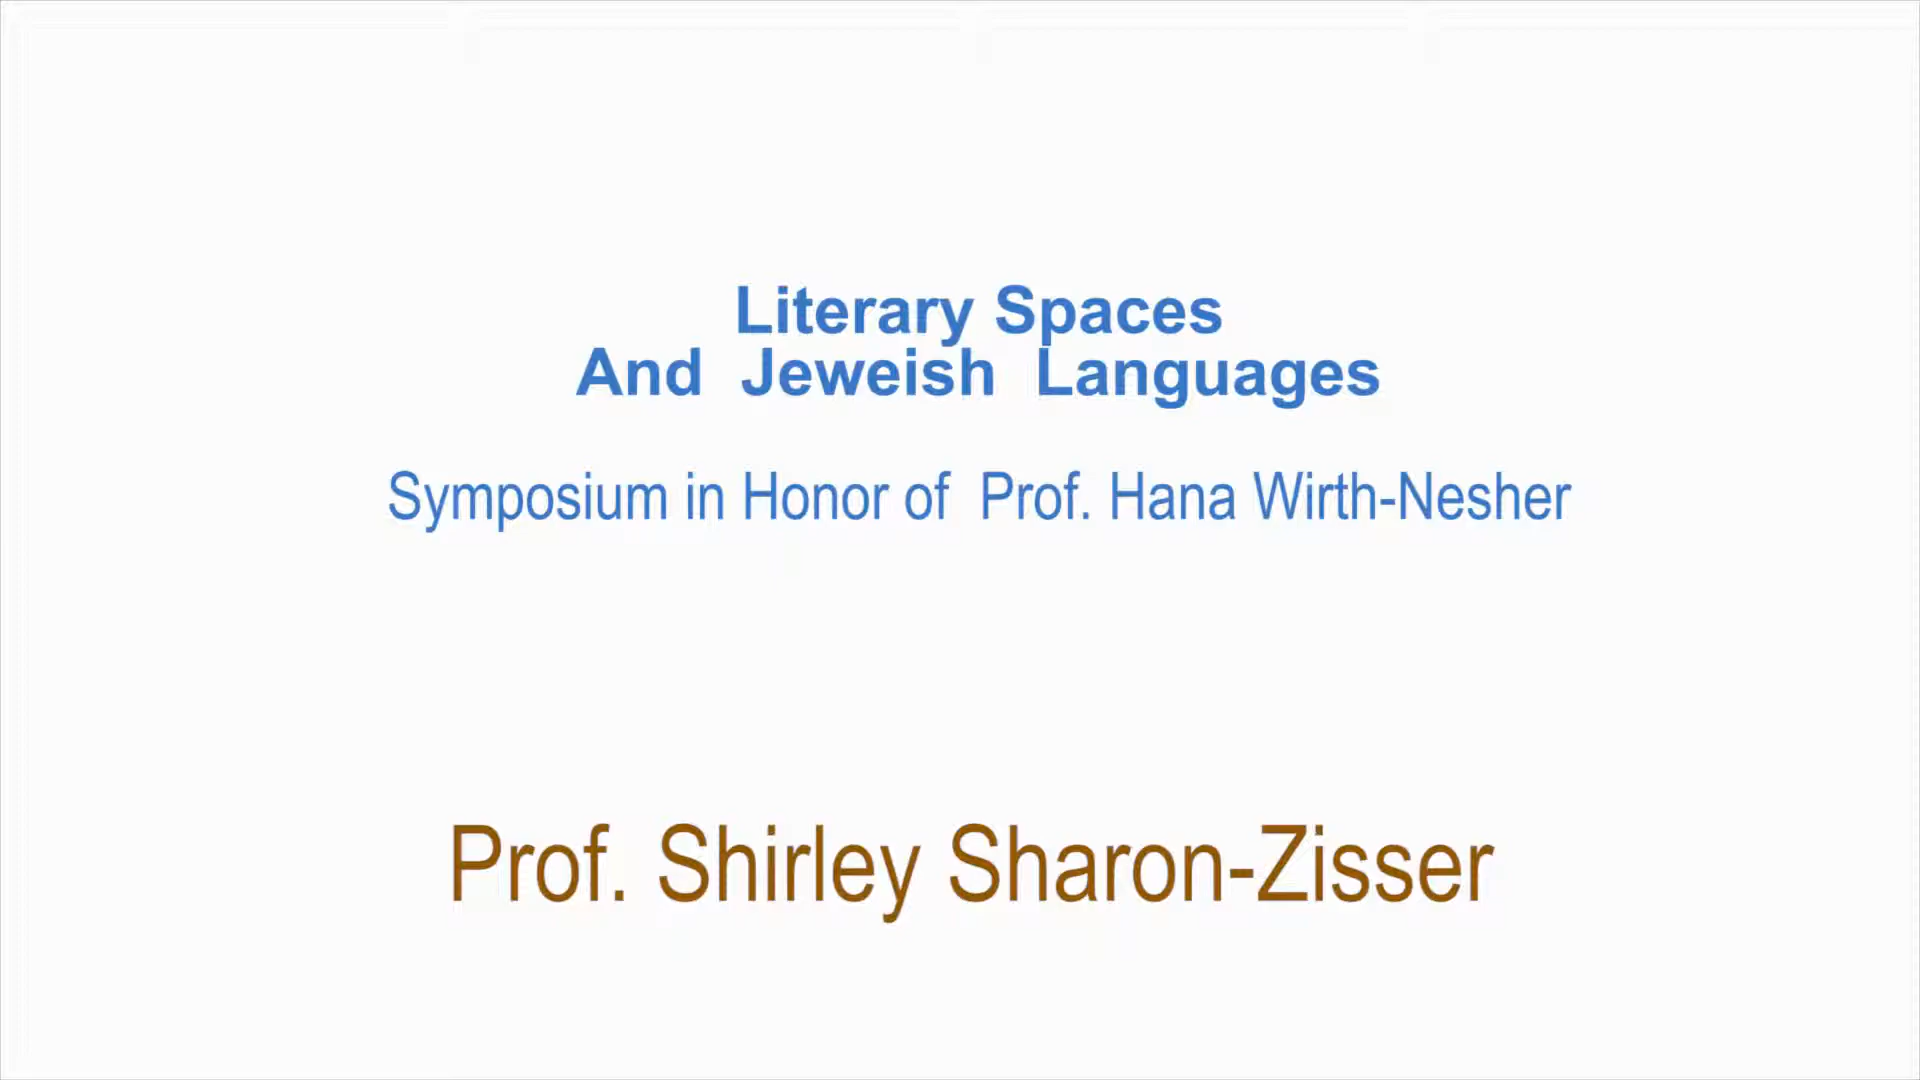 Literary Spaces
And Jeweish Languages
Symposium in Honor of Prof. Hana Wirth-Nesher
Prof. Shirley Sharon-Zisser